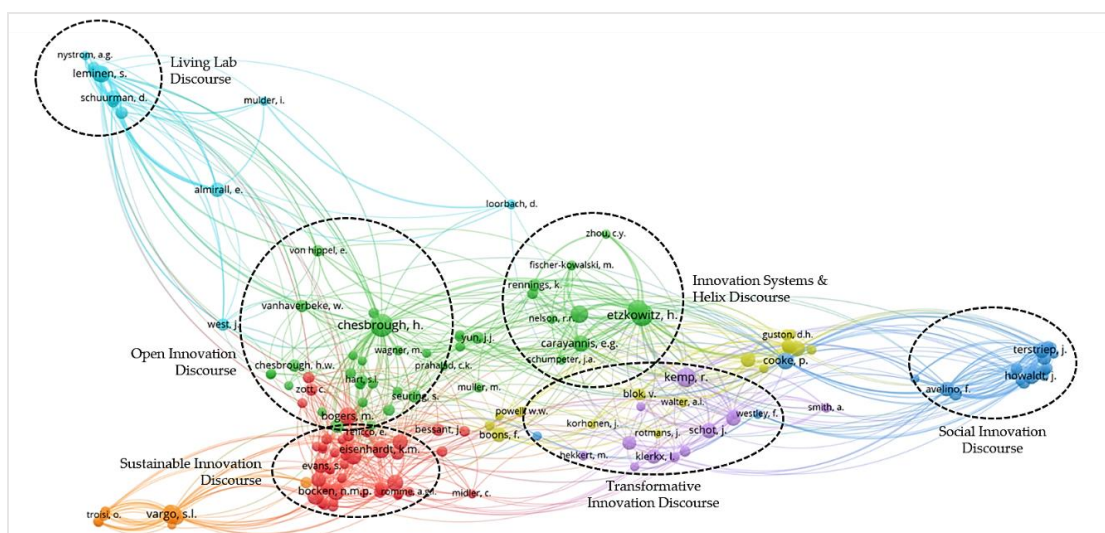 nystrom, a.g.
leminen, s.
schuurman, d.
Living Lab
Discourse
mulder, i.
almirall, e.
loorbach, d.
von hippel, e.
vanhaverbeke, w.
west, j.
chesbrough, h.
wagner, m.
yun, j.j.
prahalad, c.k.
chesbrough, h.w.
Open Innovation
Discourse
zott, c.
hart, s.l.
seuring, s.
muller, m.
bogers, m.
zhou, c.y.
fischer-kowalski, m.
rennings, k.
nelson, r.r.
etzkowitz, h.
carayannis, e.g.
schumpeter, j.a.
Innovation Systems &
Helix Discourse
guston, d.h.
cooke, p.
terstriep, j.
howaldt, j.
avelino, f.
Social Innovation
Discourse
kemp, r.
blok, v.
walter, a.l.
powell, w.w.
boons, f.
korhonen, j.
rotmans, j.
schot, j.
westley, f.
smith, a.
hekkert, m.
klerkx, l.
Transformative
Innovation Discourse
bessant, j.
eisenhardt, k.m.
evans, s.
bocken, n.m.p.
romme, a.g.l.
midler, c.
Sustainable Innovation
Discourse
troisi, o.
vargo, s.l.